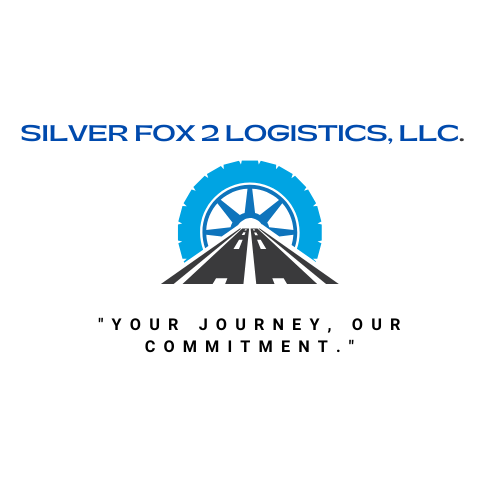 SILVER FOX 2 LOGISTICS, LLC.
"YOUR JOURNEY, OUR
COMMITMENT."